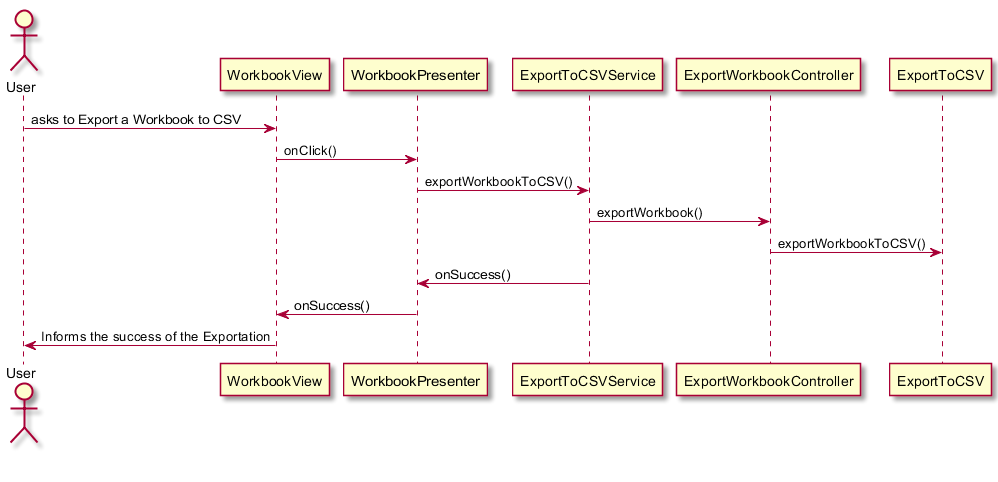 User
WorkbookView
WorkbookPresenter
ExportToCSVService
ExportWorkbookController
ExportToCSV
asks to Export a Workbook to CSV
onClick()
exportWorkbookToCSV()
exportWorkbook()
exportWorkbookToCSV()
onSuccess()
onSuccess()
Informs the success of the Exportation
User
WorkbookView
WorkbookPresenter
ExportToCSVService
ExportWorkbookController
ExportToCSV